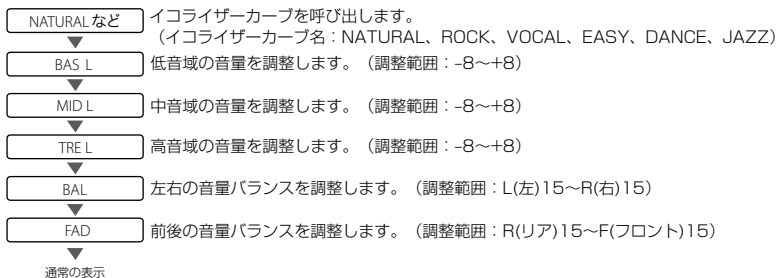 NATURALなど イコライザーカーブを呼び出します。
（イコライザーカーブ名：NATURAL、ROCK、VOCAL、EASY、DANCE、JAZZ）
BAS L 低音域の音量を調整します。（調整範囲：–8～+8）
MID L 中音域の音量を調整します。（調整範囲：–8～+8）
TRE L 高音域の音量を調整します。（調整範囲：–8～+8）
BAL 左右の音量バランスを調整します。（調整範囲：L(左)15～R(右)15）
FAD 前後の音量バランスを調整します。（調整範囲：R(リア)15～F(フロント)15）
通常の表示